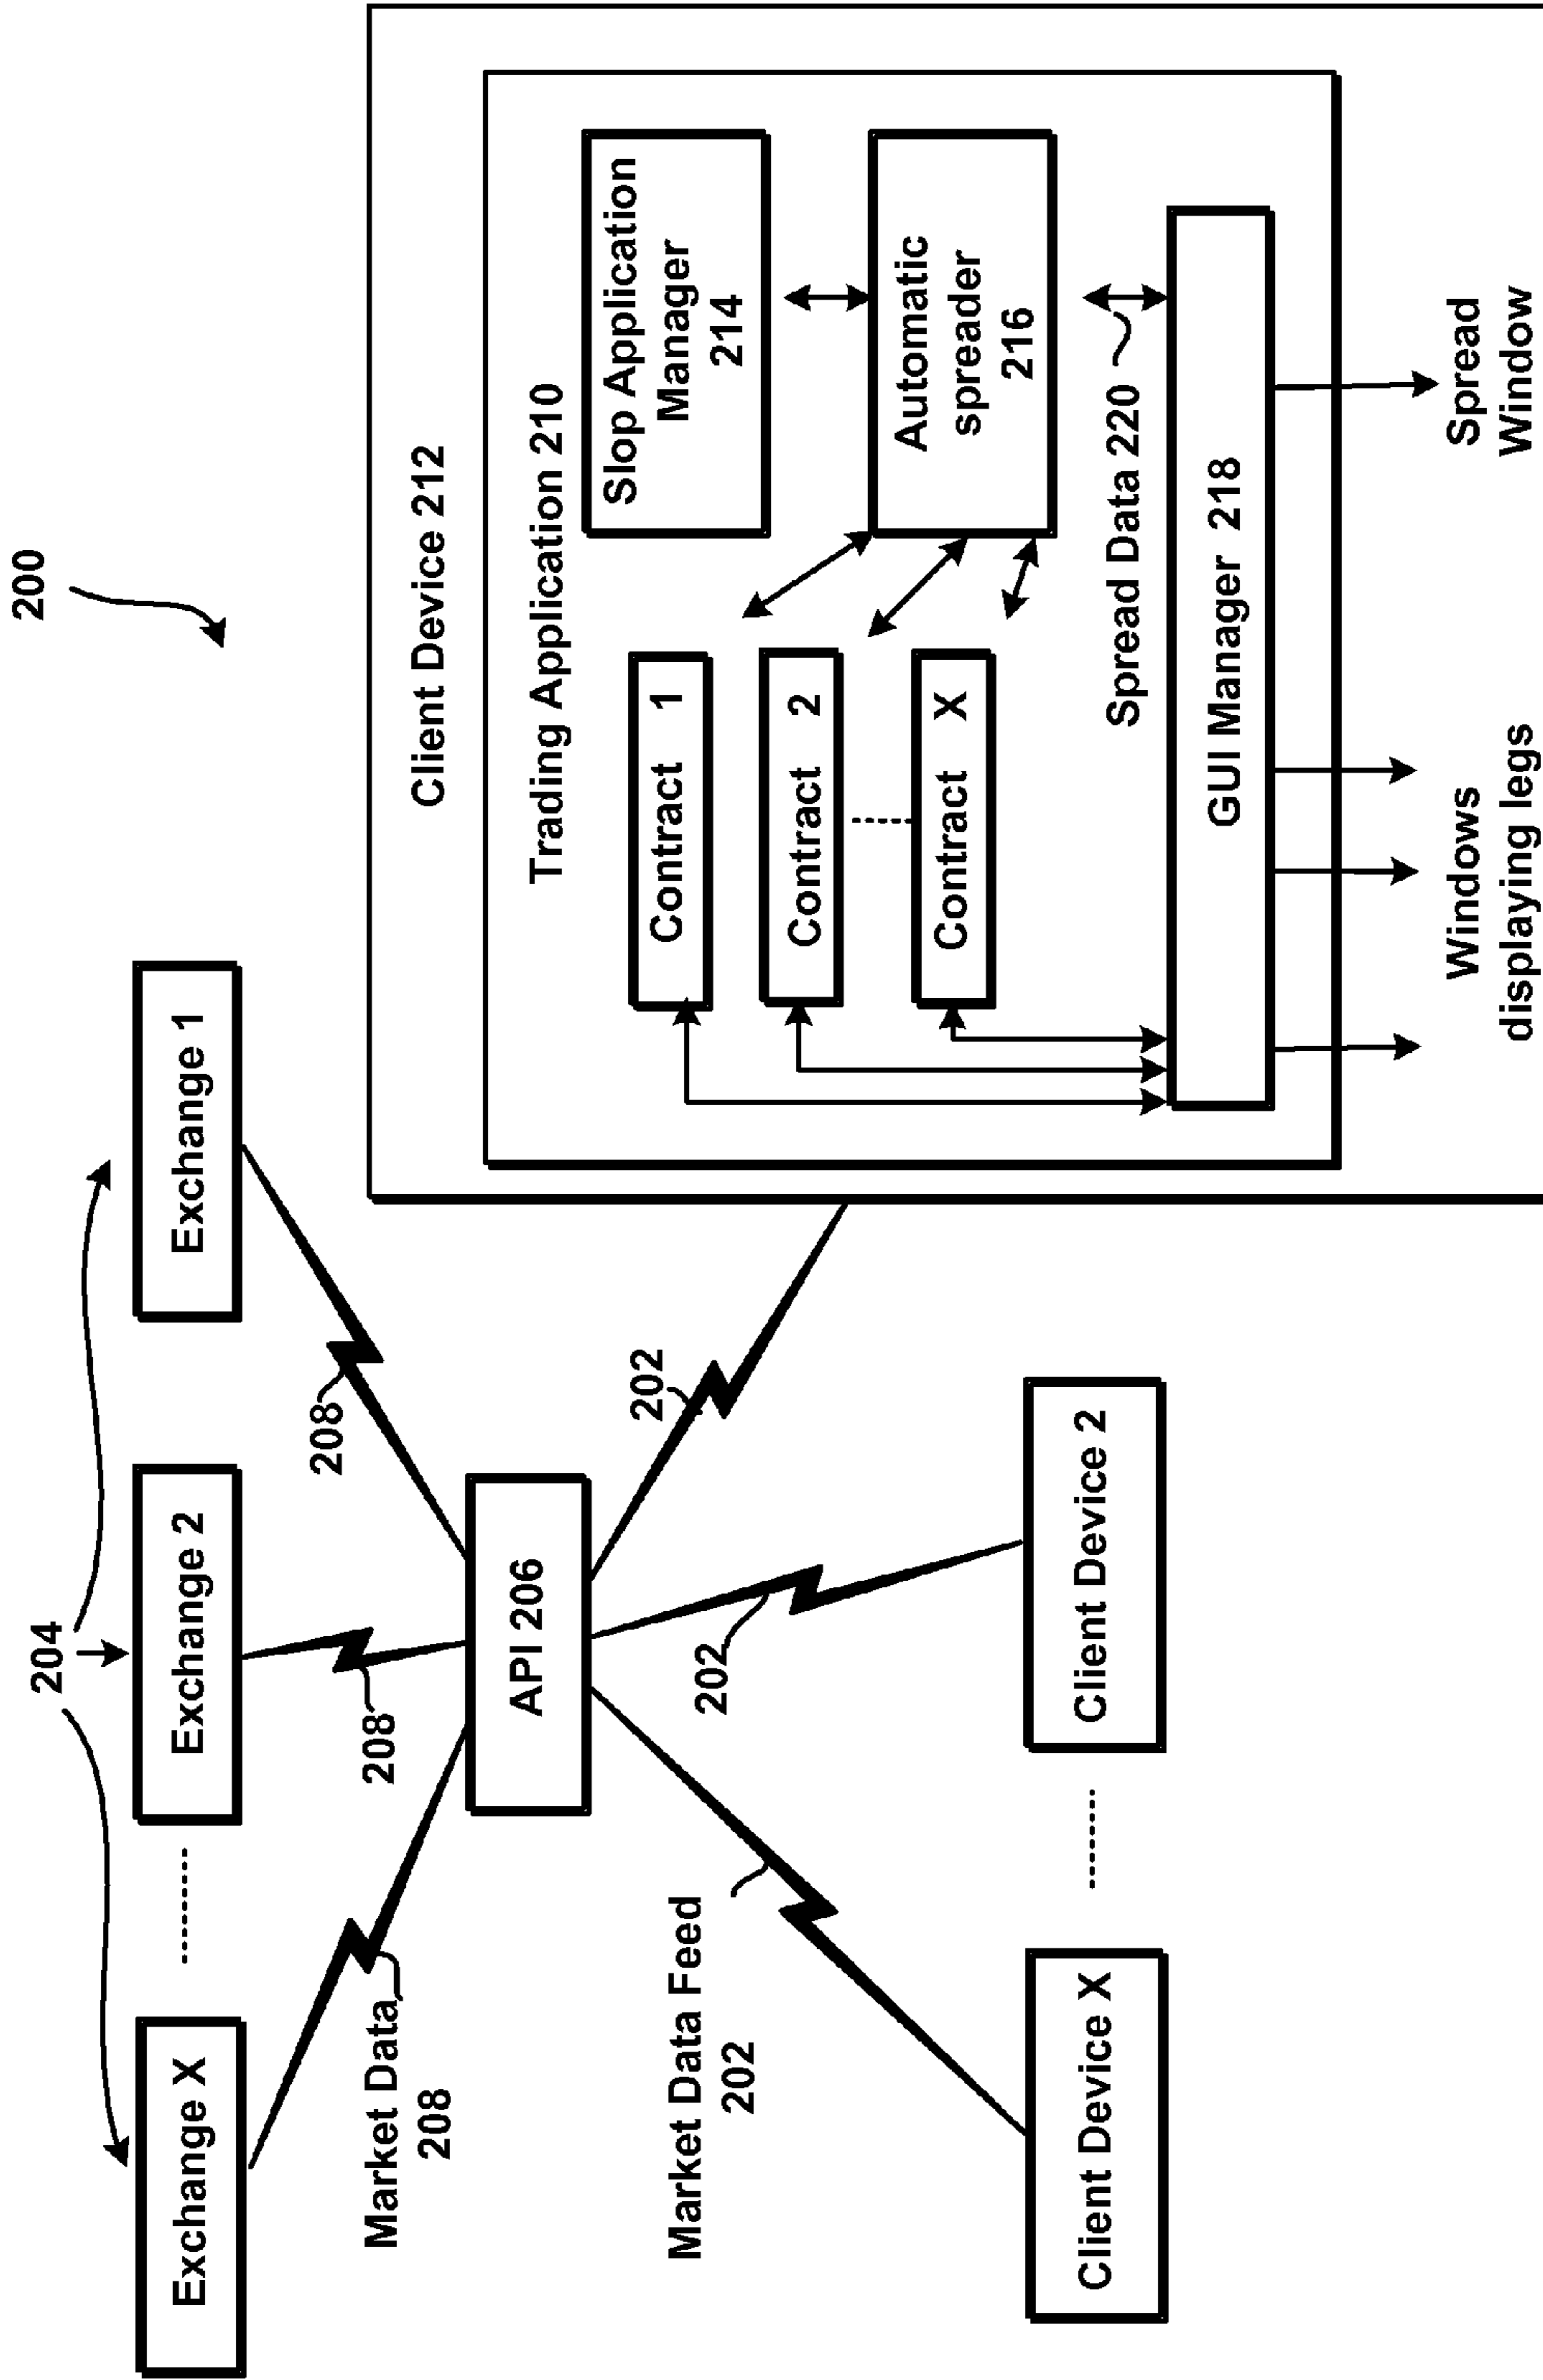 200
204
Exchange X
Exchange 2
Exchange 1
208
208
Market Data
208
API 206
202
202
Market Data Feed
202
Client Device X
Client Device 2
Client Device 212
Trading Application 210
Slop Application
Manager
214
Contract 1
Contract 2
Contract X
Automatic
spreader
216
Spread Data 220
GUI Manager 218
Windows
displaying legs
Spread
Window